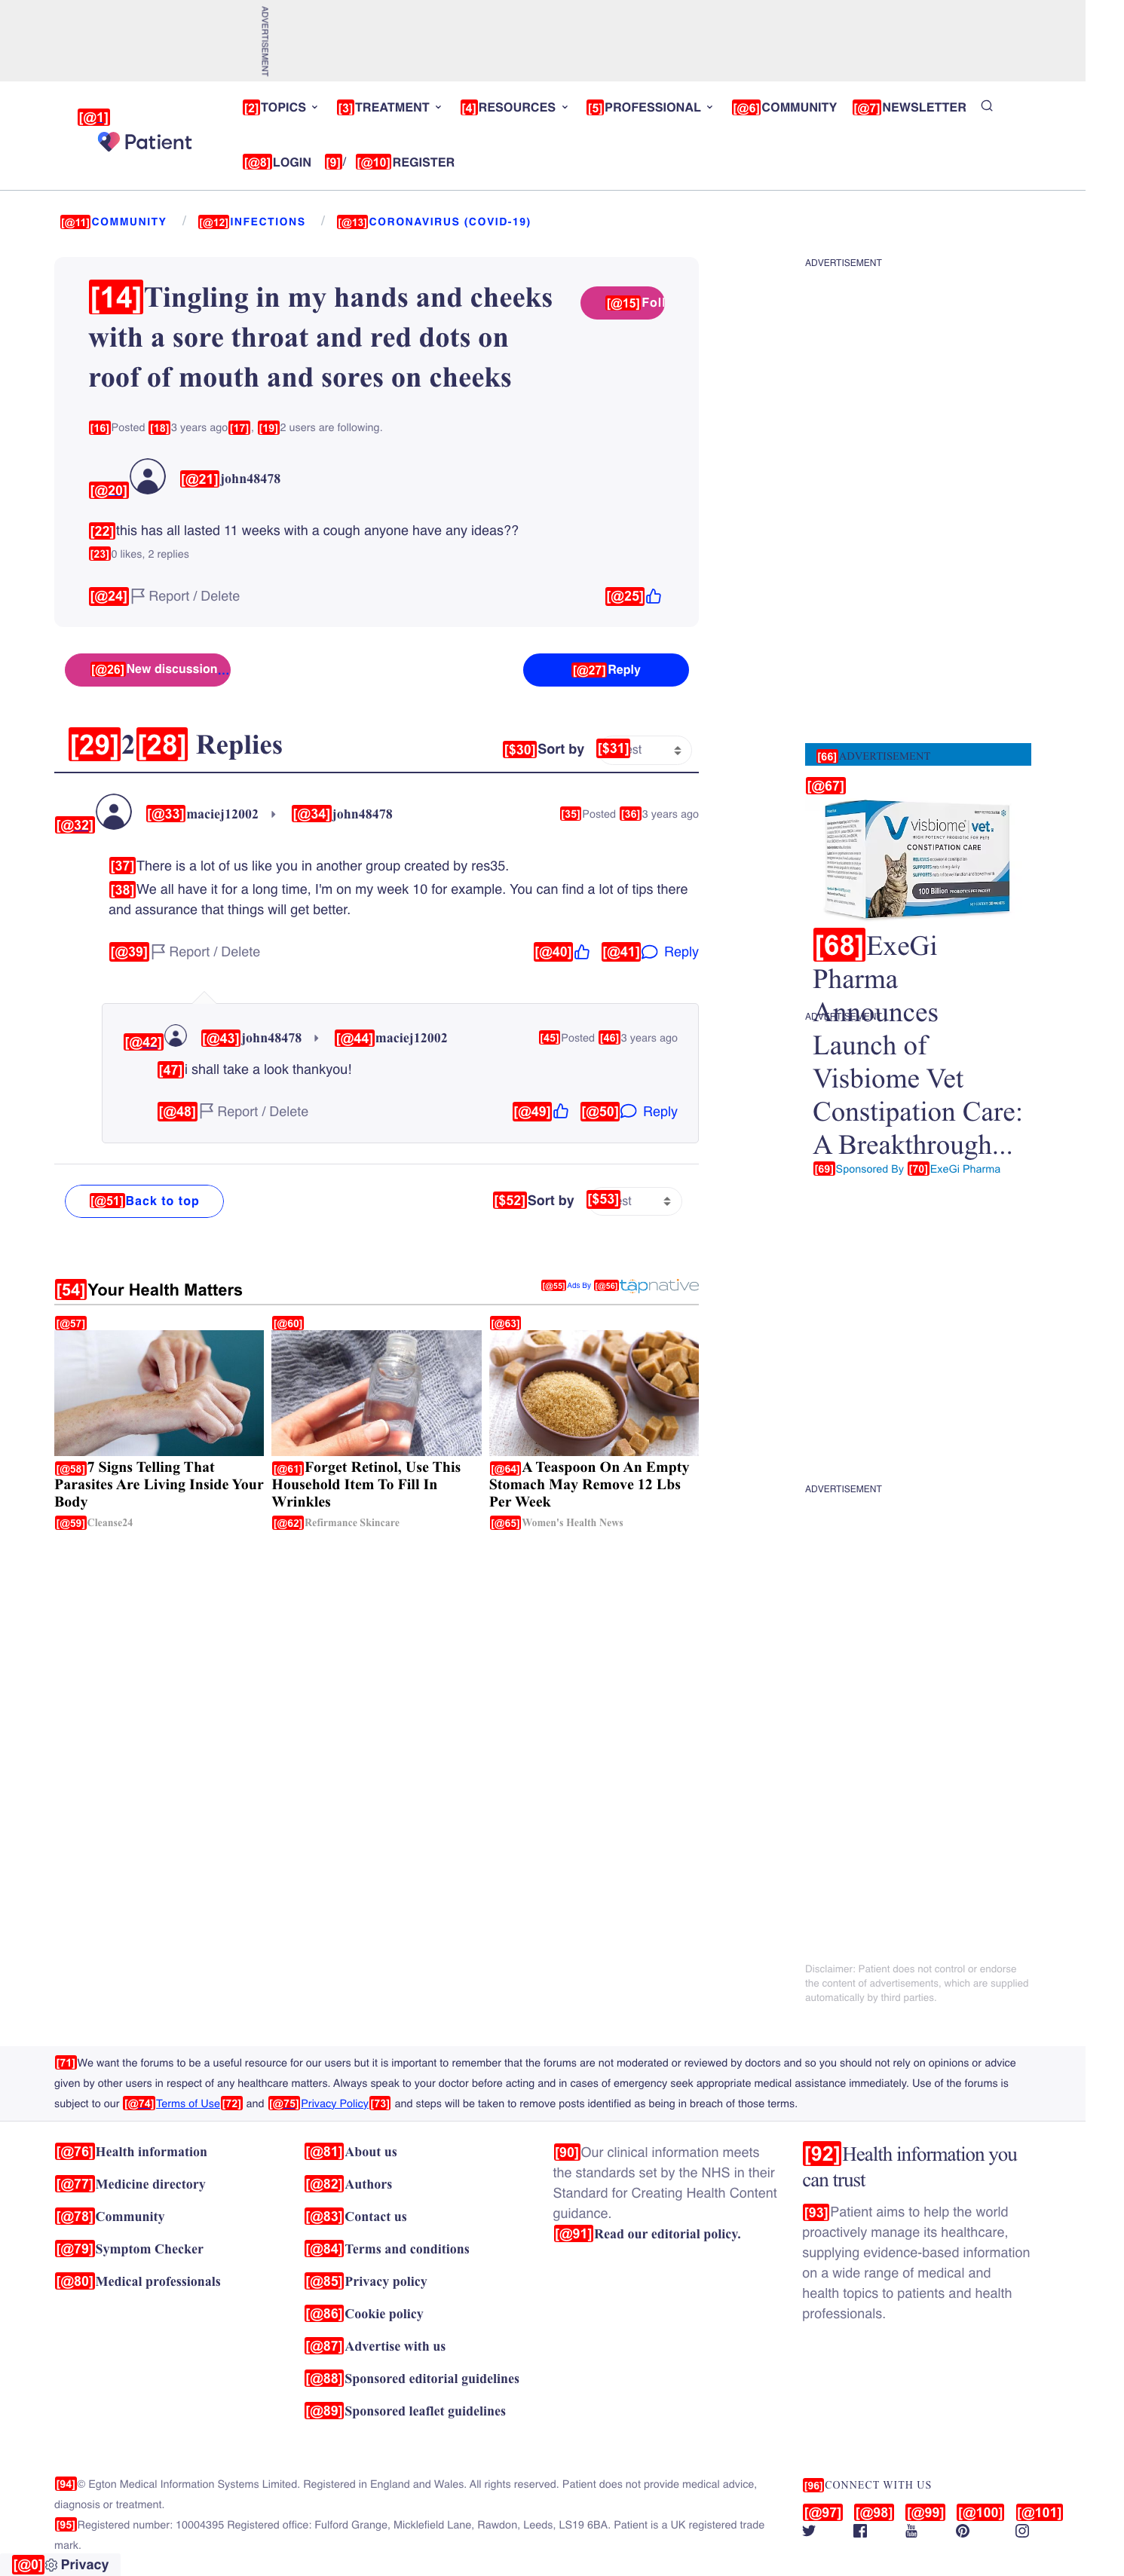 ADVERTISEMENT
[2]TOPICS [3]TREATMENT [4]RESOURCES [5]PROFESSIONAL [@6]COMMUNITY [@7]NEWSLETTER
[@1]
Patient
[@8]LOGIN [9]/ [@10]REGISTER
[@11]COMMUNITY / [@12]INFECTIONS / [@13]CORONAVIRUS (COVID-19)
ADVERTISEMENT
[14]Tingling in my hands and cheeks
with a sore throat and red dots on
roof of mouth and sores on cheeks
[@15]Foll
[16]Posted [18]3 years ago[17], [19]2 users are following.
[@20] [@21]john48478
[22]this has all lasted 11 weeks with a cough anyone have any ideas??
[23]0 likes, 2 replies
[@24] Report / Delete [@25]
[@26]New discussion... [@27]Reply
[29]2[28] Replies
[$30]Sort by [$31]est
[@32] [@33]maciej12002 [@34]john48478 [35]Posted [36]3 years ago
[37]There is a lot of us like you in another group created by res35.
[38]We all have it for a long time, I'm on my week 10 for example. You can find a lot of tips there
and assurance that things will get better.
[@39] Report / Delete [@40] [@41] Reply
[@42] [@43]john48478 [@44]maciej12002 [45]Posted [46]3 years ago
[47]i shall take a look thankyou!
[@48] Report / Delete [@49] [@50] Reply
[@51]Back to top [$52]Sort by [$53]st
[66]ADVERTISEMENT
[@67]
Visbiome vet.
CONSTIPATION CARE
100 Billion
[68]ExeGi
Pharma
Announces
ADVERTISEMENT
Launch of
Visbiome Vet
Constipation Care:
A Breakthrough...
[69]Sponsored By [70]ExeGi Pharma
[54]Your Health Matters [@55]Ads By [@56]tapnative
[@57] [@60] [@63]
[@58]7 Signs Telling That
Parasites Are Living Inside Your
Body
[@59]Cleanse24
[@61]Forget Retinol, Use This
Household Item To Fill In
Wrinkles
[@62]Refirmance Skincare
[@64]A Teaspoon On An Empty
Stomach May Remove 12 Lbs
Per Week
[@65]Women's Health News
ADVERTISEMENT
Disclaimer: Patient does not control or endorse
the content of advertisements, which are supplied
automatically by third parties.
[71]We want the forums to be a useful resource for our users but it is important to remember that the forums are not moderated or reviewed by doctors and so you should not rely on opinions or advice
given by other users in respect of any healthcare matters. Always speak to your doctor before acting and in cases of emergency seek appropriate medical assistance immediately. Use of the forums is
subject to our [@74]Terms of Use[72] and [@75]Privacy Policy[73] and steps will be taken to remove posts identified as being in breach of those terms.
[@76]Health information
[@77]Medicine directory
[@78]Community
[@79]Symptom Checker
[@80]Medical professionals
[@81]About us
[@82]Authors
[@83]Contact us
[@84]Terms and conditions
[@85]Privacy policy
[@86]Cookie policy
[@87]Advertise with us
[@88]Sponsored editorial guidelines
[@89]Sponsored leaflet guidelines
[90]Our clinical information meets
the standards set by the NHS in their
Standard for Creating Health Content
guidance.
[@91]Read our editorial policy.
[92]Health information you
can trust
[93]Patient aims to help the world
proactively manage its healthcare,
supplying evidence-based information
on a wide range of medical and
health topics to patients and health
professionals.
[94]© Egton Medical Information Systems Limited. Registered in England and Wales. All rights reserved. Patient does not provide medical advice,
diagnosis or treatment.
[95]Registered number: 10004395 Registered office: Fulford Grange, Micklefield Lane, Rawdon, Leeds, LS19 6BA. Patient is a UK registered trade
mark.
[96]CONNECT WITH US
[@97] [@98] [@99] [@100] [@101]
[@0] Privacy